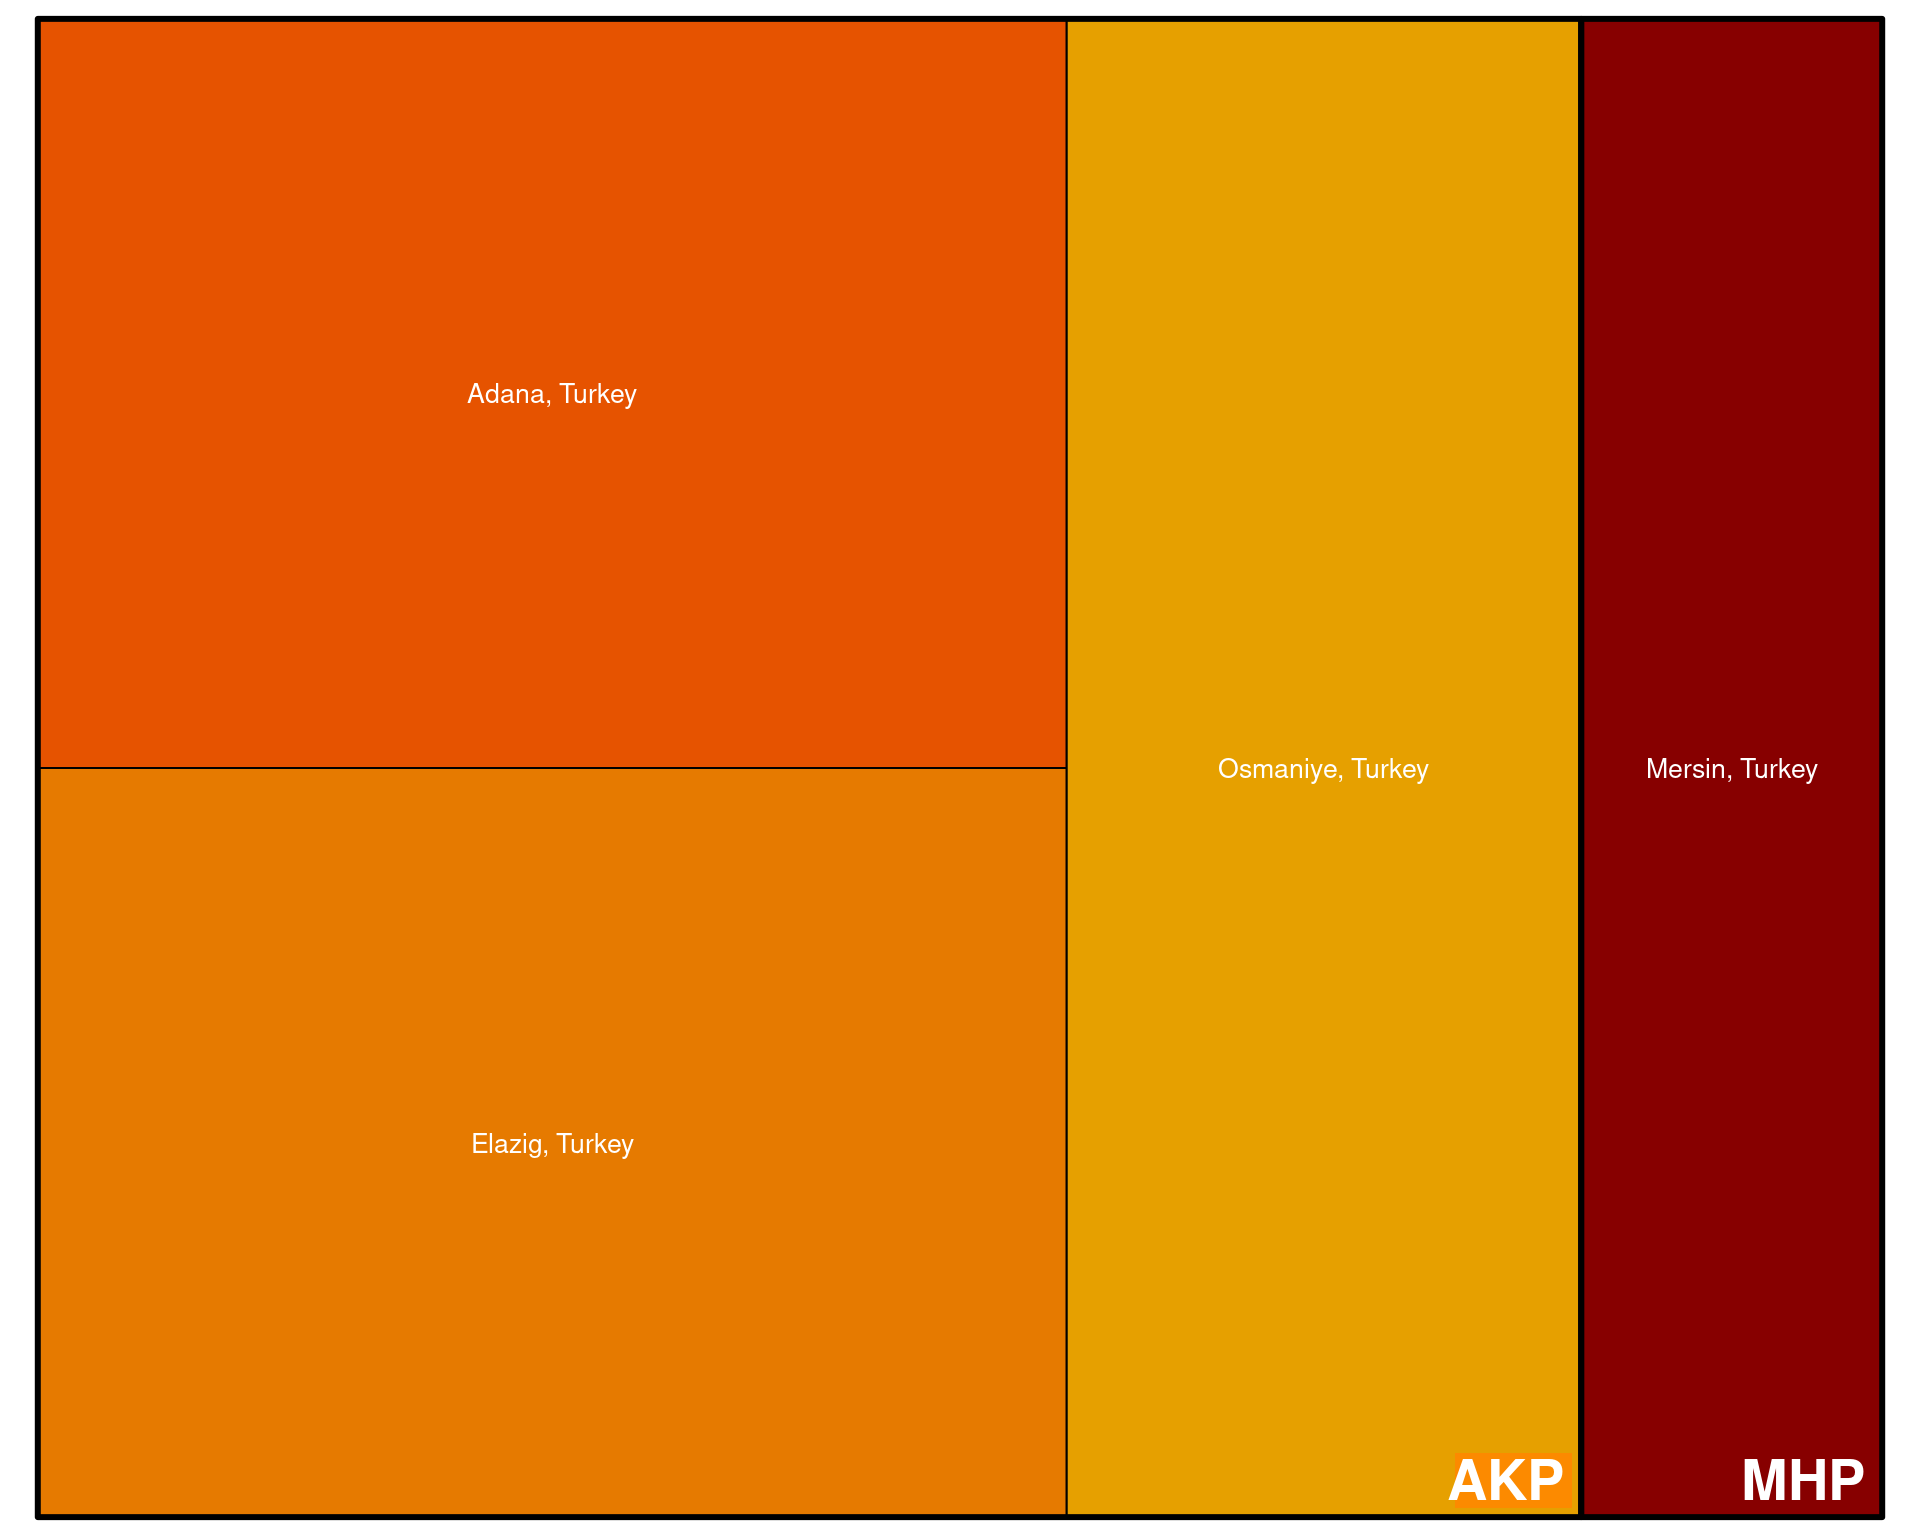 Adana, Turkey
Elazig, Turkey
Osmaniye, Turkey
AKP
Mersin, Turkey
MHP